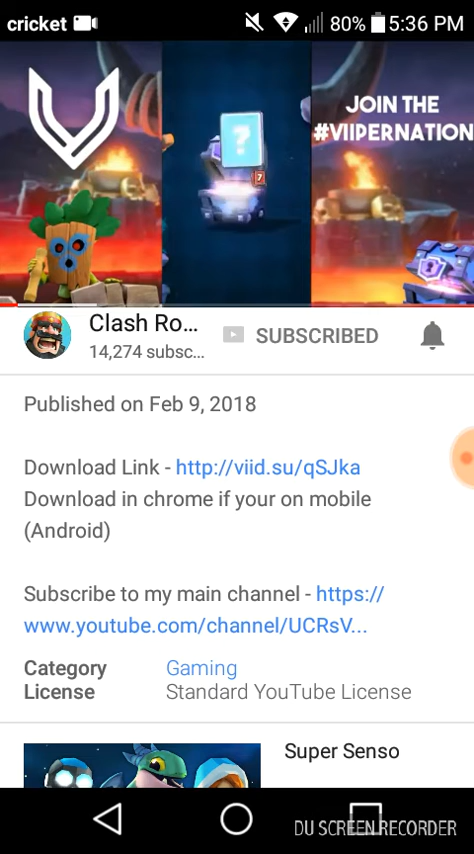 cricket 80% 5:36 PM
JOIN THE
#VIIPERNATION
?
7
Clash Ro... SUBSCRIBED
14,274 subsc...
Published on Feb 9, 2018
Download Link - http://viid.su/qSJka
Download in chrome if your on mobile
(Android)
Subscribe to my main channel - https://
www.youtube.com/channel/UCRsV...
Category Gaming
License Standard YouTube License
Super Senso
DU SCREEN RECORDER